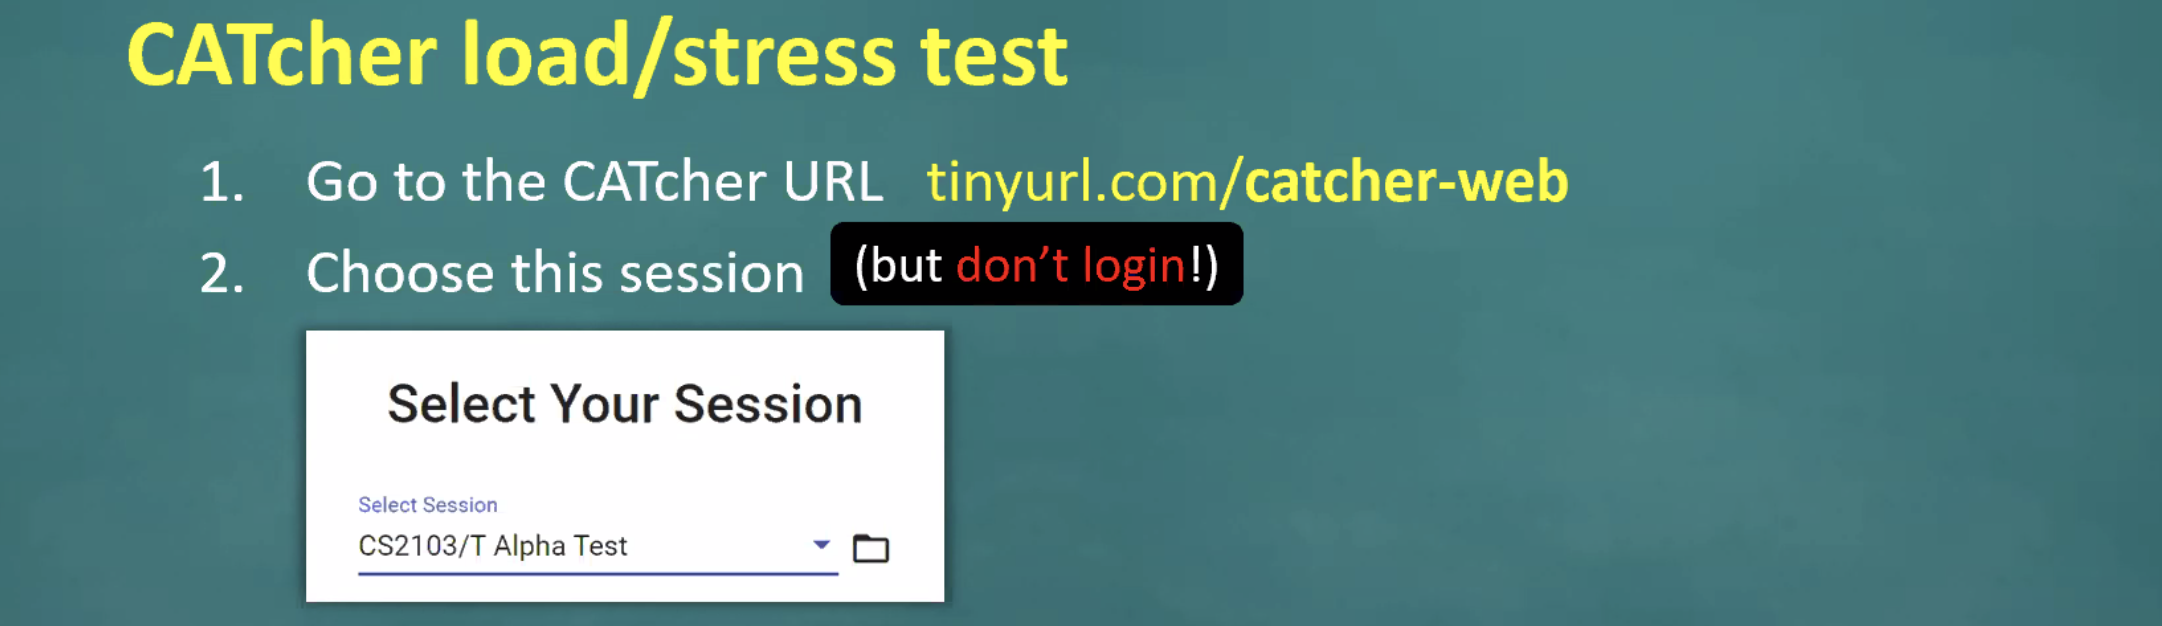 CATcher load/stress test
1. Go to the CATcher URL tinyurl.com/catcher-web
2. Choose this session (but don't login!)
Select Your Session
Select Session
CS2103/T Alpha Test